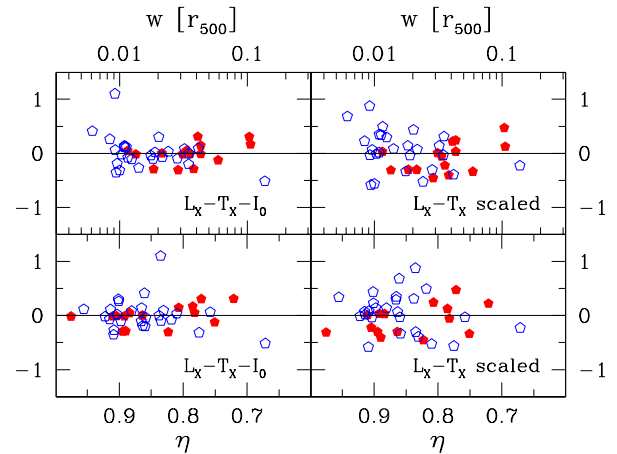 w [r500] w [r500]
0.01 0.1 0.01 0.1
1 1
0 0
−1 LX−TX−I0 LX−TX scaled −1
1 1
0 0
−1 LX−TX−I0 LX−TX scaled −1
0.9 0.8 0.7 0.9 0.8 0.7 0.6
η η